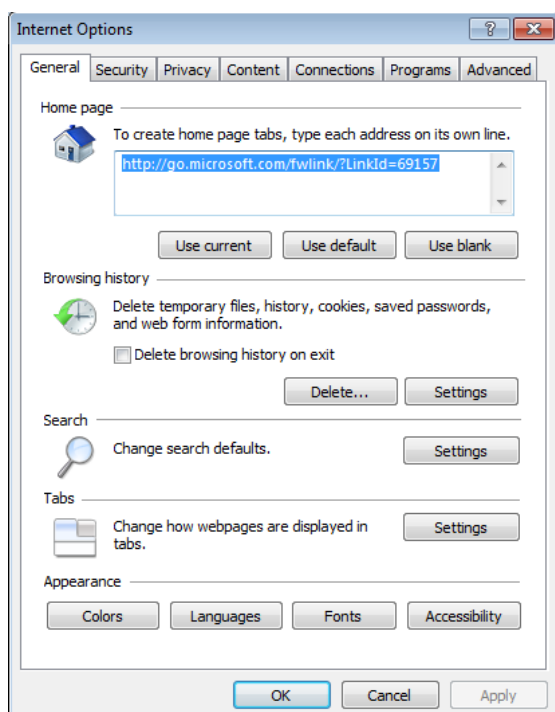 Internet Options
General Security Privacy Content Connections Programs Advanced
Home page
To create home page tabs, type each address on its own line.
http://go.microsoft.com/fwlink/?LinkId=69157
Use current Use default Use blank
Browsing history
Delete temporary files, history, cookies, saved passwords,
and web form information.
Delete browsing history on exit
Delete... Settings
Search
Change search defaults. Settings
Tabs
Change how webpages are displayed in Settings
tabs.
Appearance
Colors Languages Fonts Accessibility
OK Cancel Apply